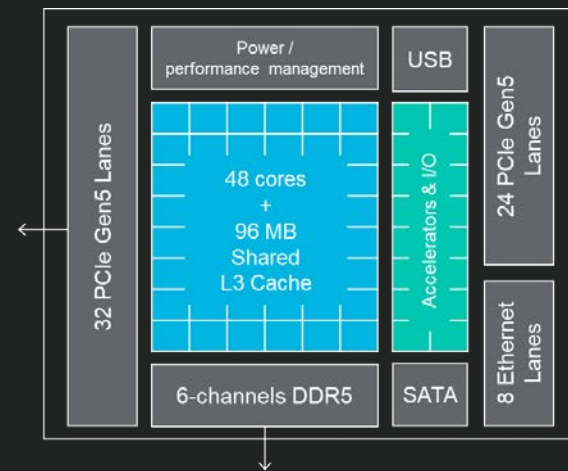 32 PCIe Gen5 Lanes
Power /
performance management
USB
24 PCIe Gen5
Lanes
48 cores
+
96 MB
Shared
L3 Cache
Accelerators & I/O
8 Ethernet
Lanes
6-channels DDR5
SATA